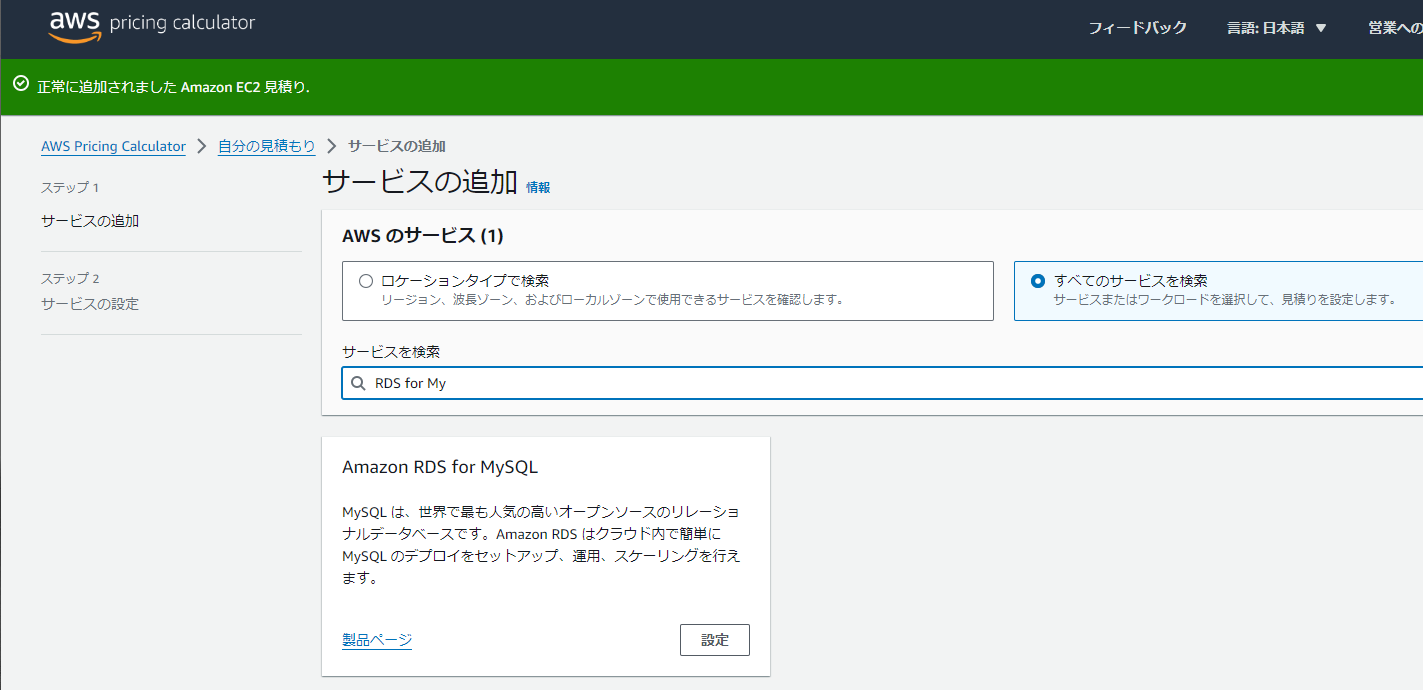 aws pricing calculator
フィードバック
言語: 日本語
営業への
正常に追加されました Amazon EC2 見積り.
AWS Pricing Calculator
自分の見積もり
サービスの追加
ステップ 1
サービスの追加
ステップ 2
サービスの設定
サービスの追加 情報
AWS のサービス (1)
ロケーションタイプで検索
リージョン、波長ゾーン、およびローカルゾーンで使用できるサービスを確認します。
すべてのサービスを検索
サービスまたはワークロードを選択して、見積りを設定します。
サービスを検索
RDS for My
Amazon RDS for MySQL
MySQL は、世界で最も人気の高いオープンソースのリレーショ
ナルデータベースです。Amazon RDS はクラウド内で簡単に
MySQL のデプロイをセットアップ、運用、スケーリングを行え
ます。
製品ページ
設定